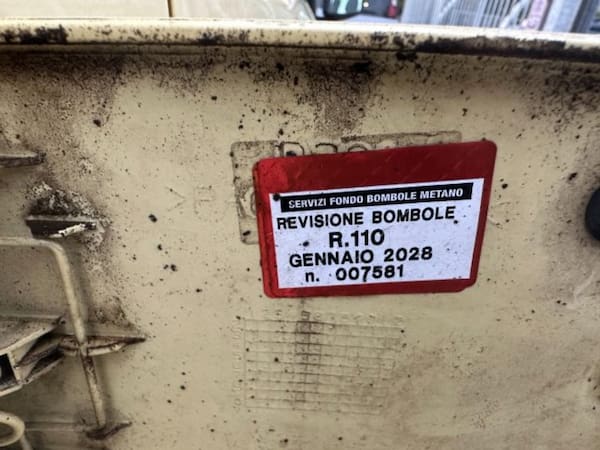 SERVIZI FONDO BOMBOLE METANO
REVISIONE BOMBOLE
R.110
GENNAIO 2028
n. 007581